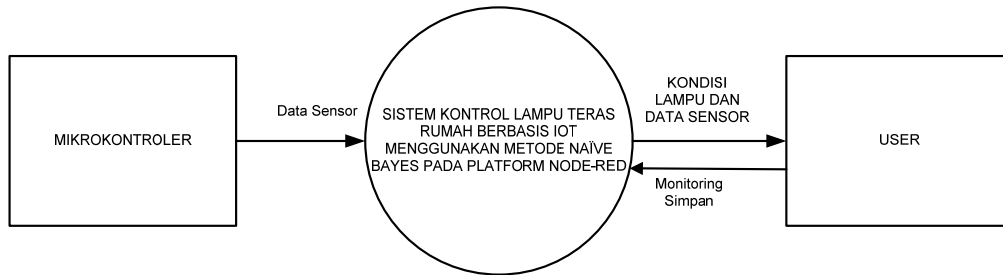 MIKROKONTROLER
Data Sensor
SISTEM KONTROL LAMPU TERAS
RUMAH BERBASIS IOT
MENGGUNAKAN METODE NAÏVE
BAYES PADA PLATFORM NODE-RED
KONDISI
LAMPU DAN
DATA SENSOR
Monitoring
Simpan
USER